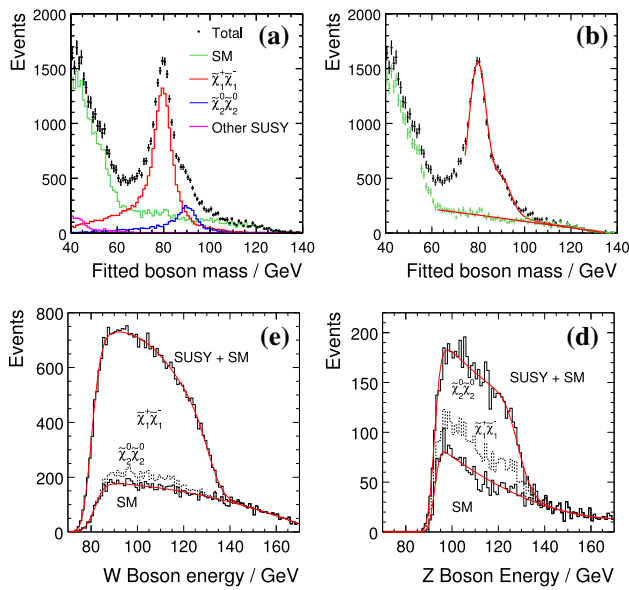 (a)
Events
Total
SM
χ̃₁⁺χ̃₁⁻
χ̃₂⁰χ̃₂⁰
Other SUSY
1500
1000
500
0
40 60 80 100 120 140
Fitted boson mass / GeV
(b)
Events
1500
1000
500
0
40 60 80 100 120 140
Fitted boson mass / GeV
(e)
Events
800
600
400
200
0
SUSY + SM
χ̃₁⁺χ̃₁⁻
χ̃₂⁰χ̃₂⁰
SM
80 100 120 140 160
W Boson energy / GeV
(d)
Events
200
150
100
50
0
χ̃₂⁰χ̃₂⁰
SUSY + SM
χ̃₁⁺χ̃₁⁻
SM
80 100 120 140 160
Z Boson Energy / GeV